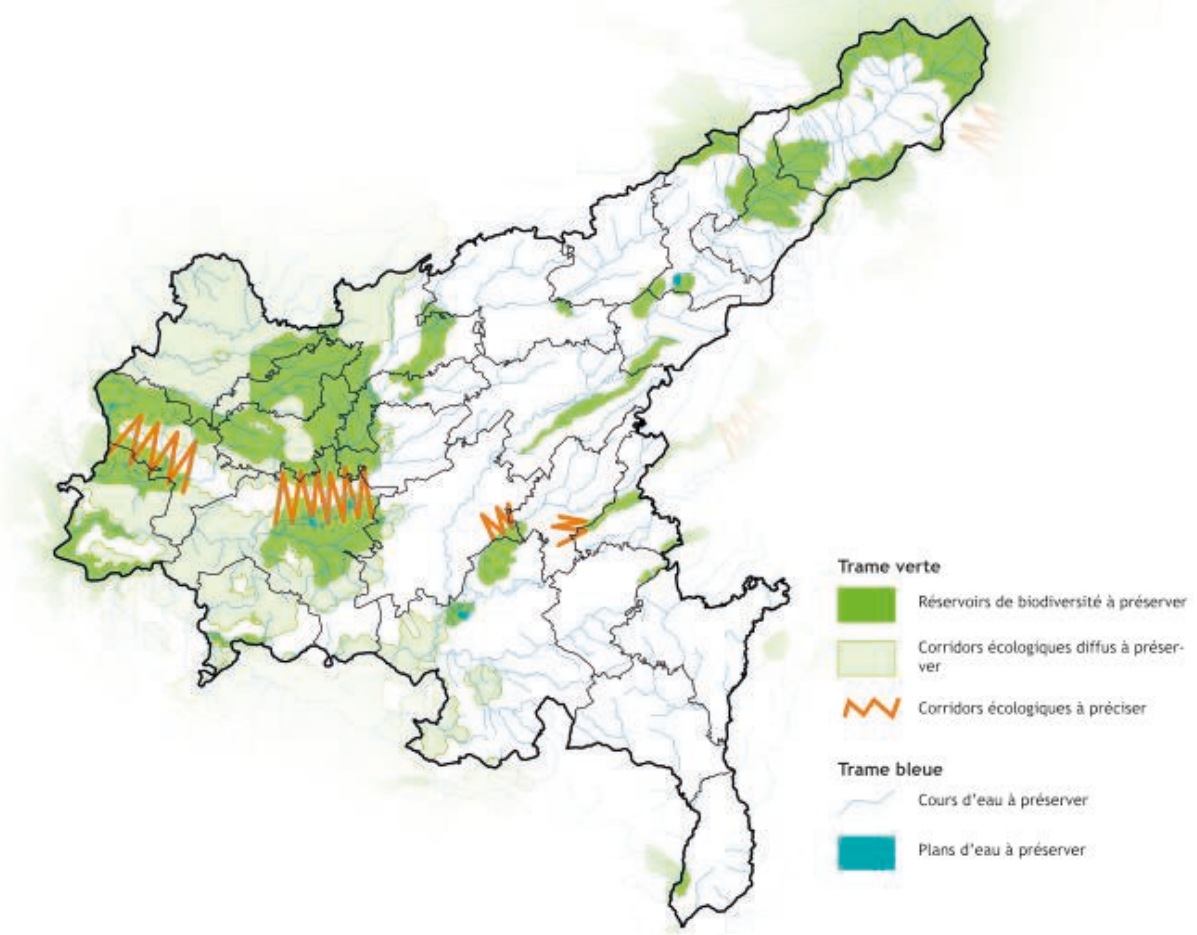 Trame verte
Réservoirs de biodiversité à préserver
Corridors écologiques diffus à préser-
ver
Corridors écologiques à préciser
Trame bleue
Cours d'eau à préserver
Plans d'eau à préserver